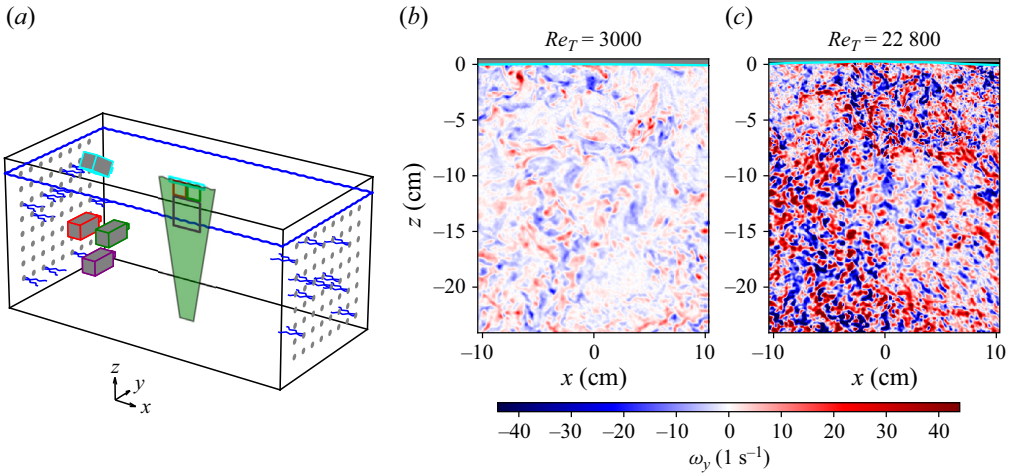 (a)
(b)
(c)
Re_T = 3000
Re_T = 22 800
0
–5
–10
–15
–20
z (cm)
0
–5
–10
–15
–20
–10
0
10
–10
0
10
x (cm)
x (cm)
z
y
x
–40
–30
–20
–10
0
10
20
30
40
ω_y (1 s⁻¹)